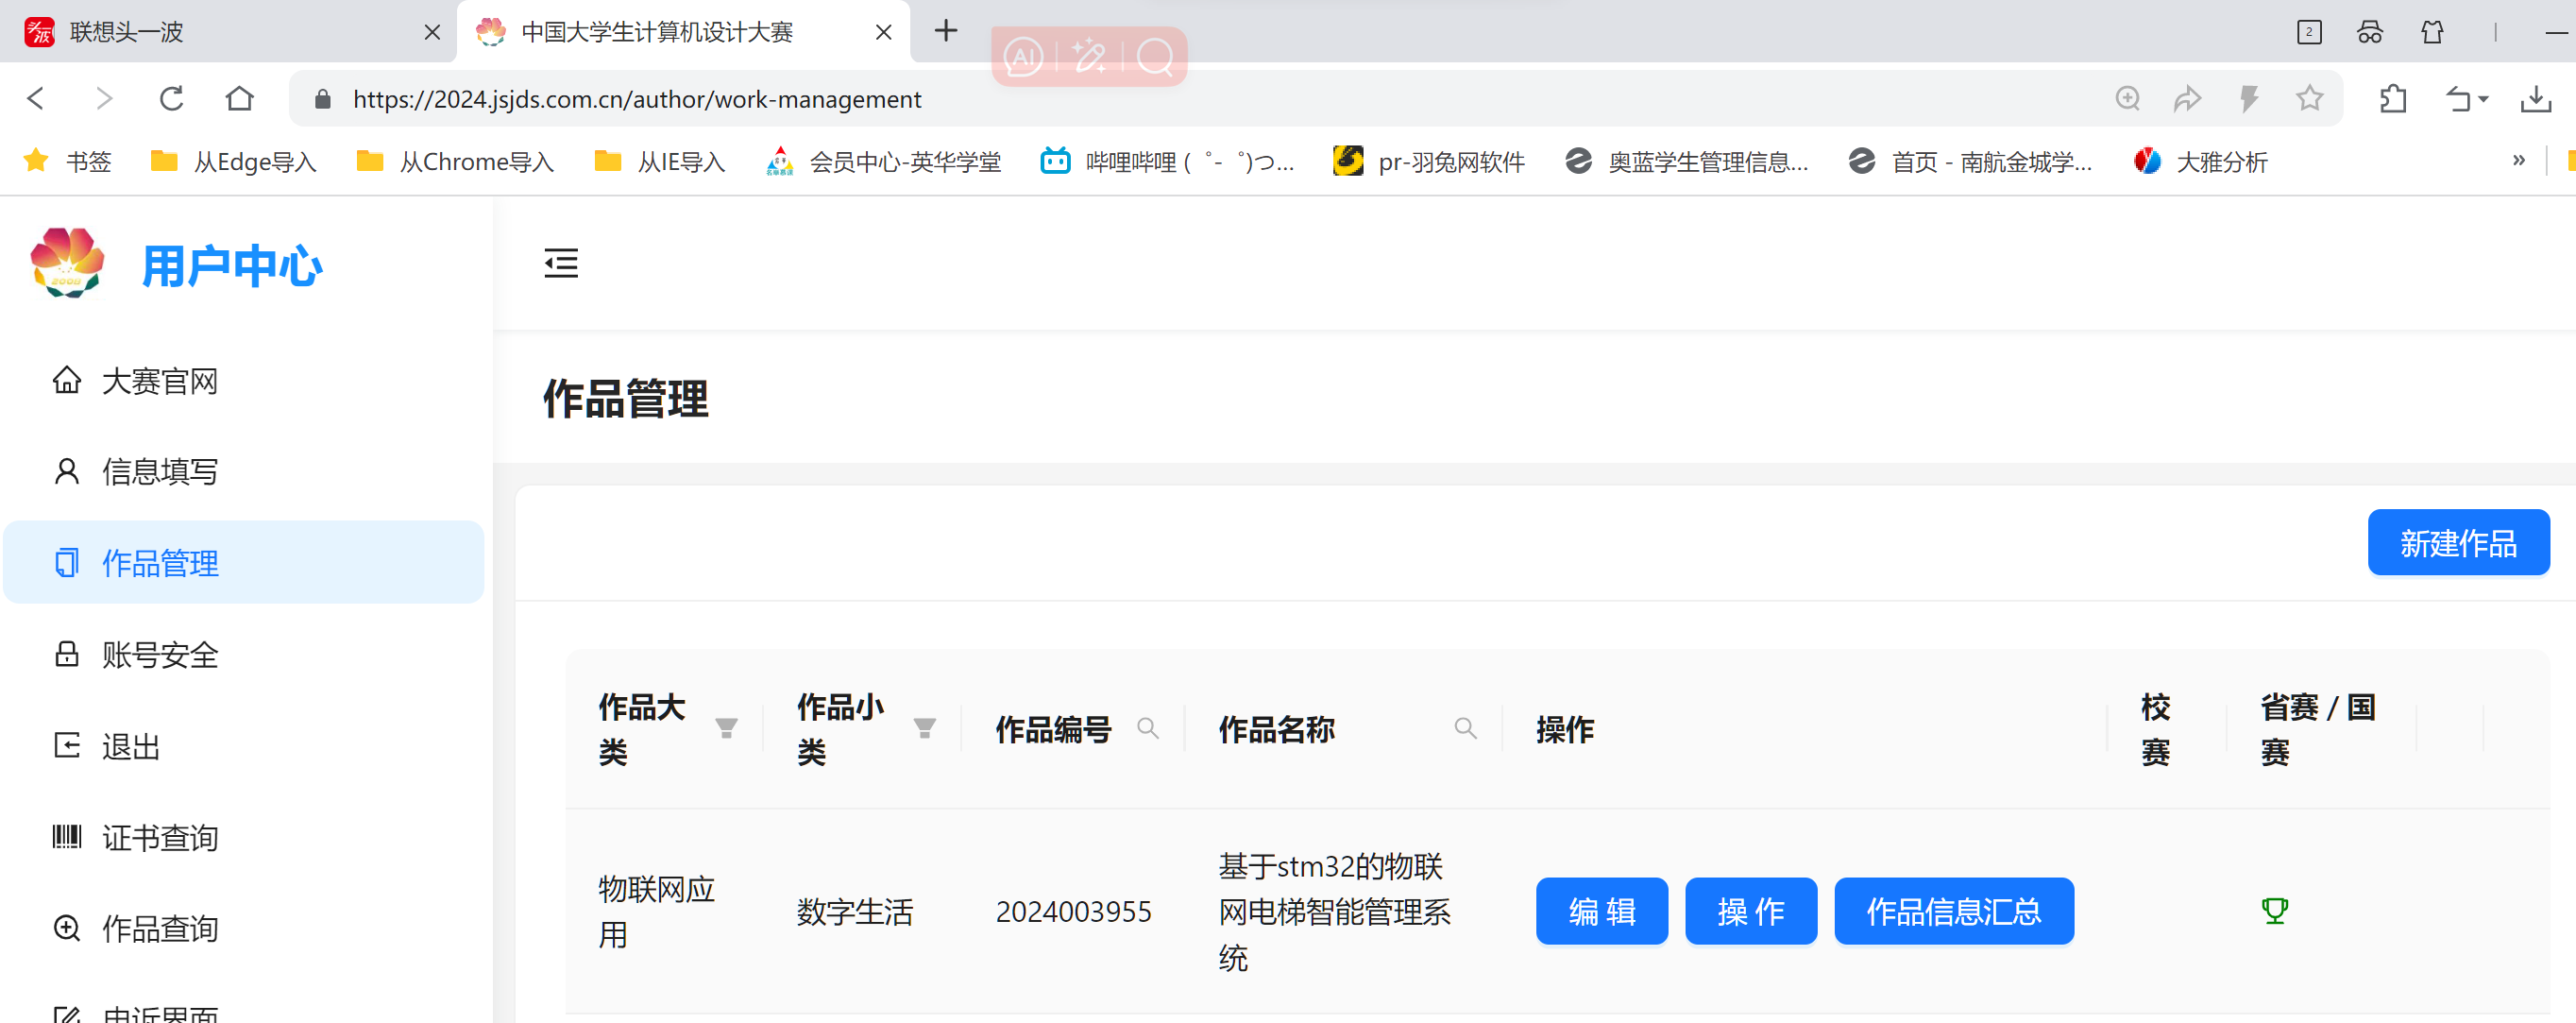 联想头一波
中国大学生计算机设计大赛
AI
2
https://2024.jsjds.com.cn/author/work-management
书签 从Edge导入 从Chrome导入 从IE导入 会员中心-英华学堂 哔哩哔哩 (゜-゜)つ... pr-羽兔网软件 奥蓝学生管理信息... 首页 - 南航金城学... 大雅分析 »
用户中心
大赛官网
信息填写
作品管理
账号安全
退出
证书查询
作品查询
申诉界面
作品管理
新建作品
作品大类 作品小类 作品编号 作品名称 操作 校赛 省赛 / 国赛
物联网应用 数字生活 2024003955 基于stm32的物联网电梯智能管理系统 编 辑 操 作 作品信息汇总